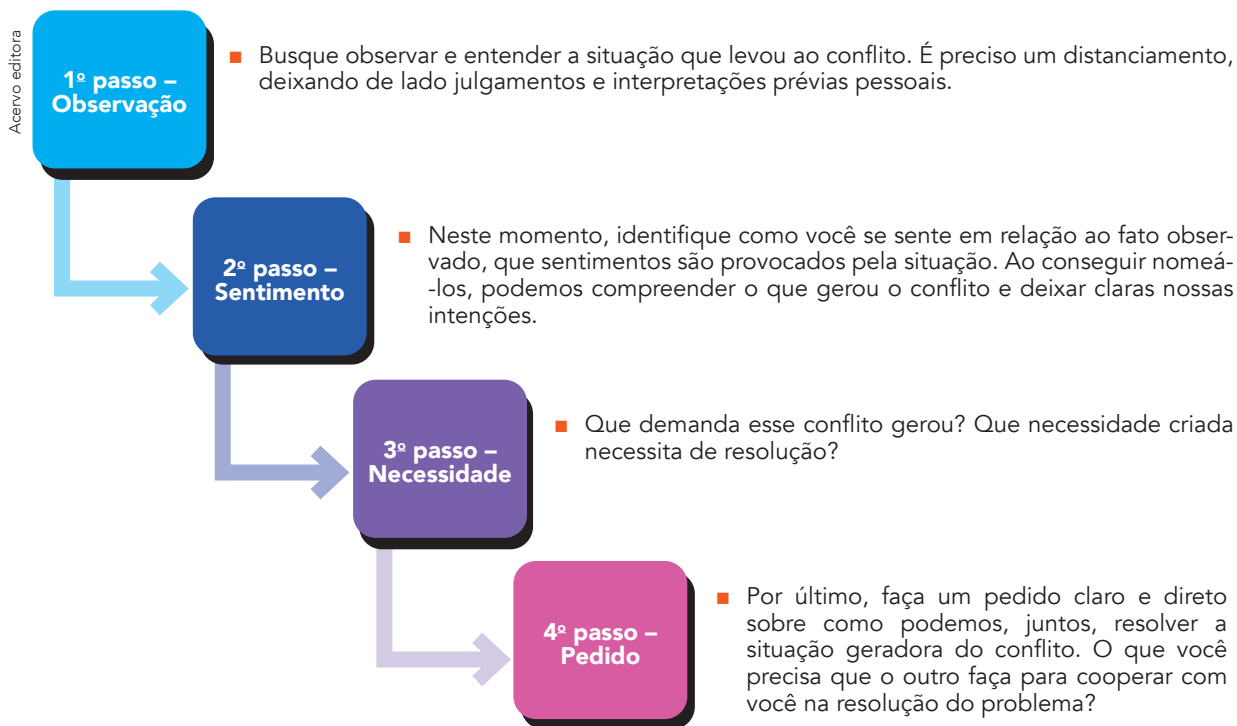 Acervo editora
1º passo –
Observação
■ Busque observar e entender a situação que levou ao conflito. É preciso um distanciamento,
deixando de lado julgamentos e interpretações prévias pessoais.
2º passo –
Sentimento
■ Neste momento, identifique como você se sente em relação ao fato obser-
vado, que sentimentos são provocados pela situação. Ao conseguir nomeá-
-los, podemos compreender o que gerou o conflito e deixar claras nossas
intenções.
3º passo –
Necessidade
■ Que demanda esse conflito gerou? Que necessidade criada
necessita de resolução?
4º passo –
Pedido
■ Por último, faça um pedido claro e direto
sobre como podemos, juntos, resolver a
situação geradora do conflito. O que você
precisa que o outro faça para cooperar com
você na resolução do problema?